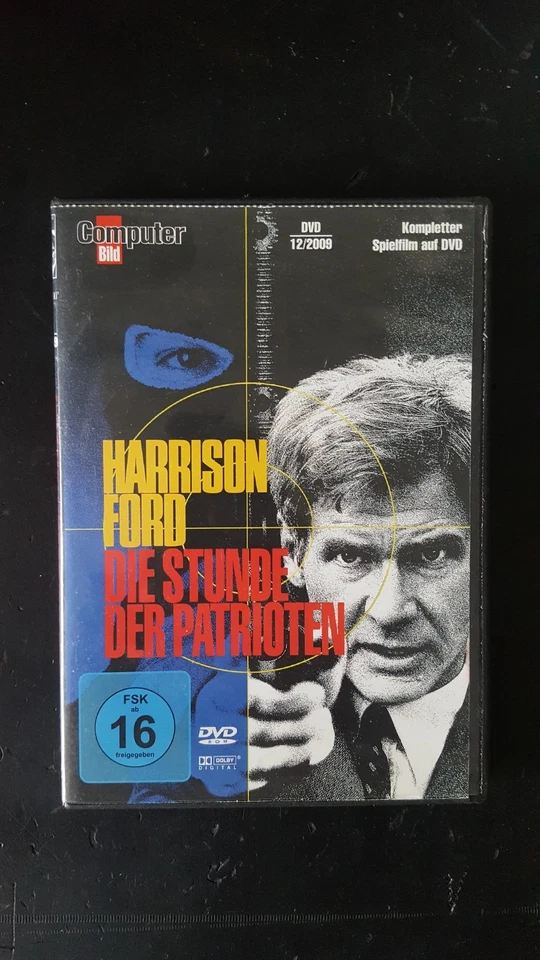 Computer
Bild
DVD
12/2009
Kompletter
Spielfilm auf DVD
HARRISON
FORD
DIE STUNDE
DER PATRIOTEN
FSK
ab
16
freigegeben
DVD
ROM
DOLBY
DIGITAL